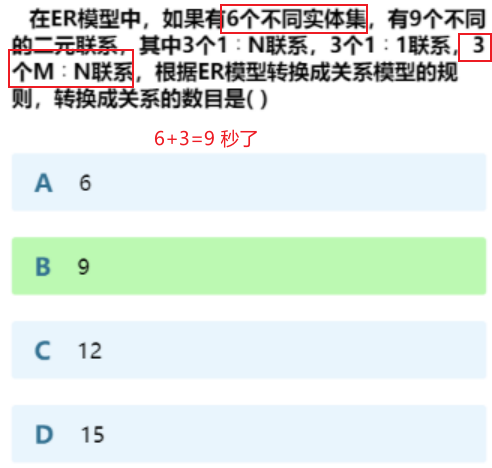 在ER模型中，如果有6个不同实体集，有9个不同
的二元联系，其中3个1∶N联系，3个1∶1联系，3
个M∶N联系，根据ER模型转换成关系模型的规
则，转换成关系的数目是( )
6+3=9 秒了
A 6
B 9
C 12
D 15